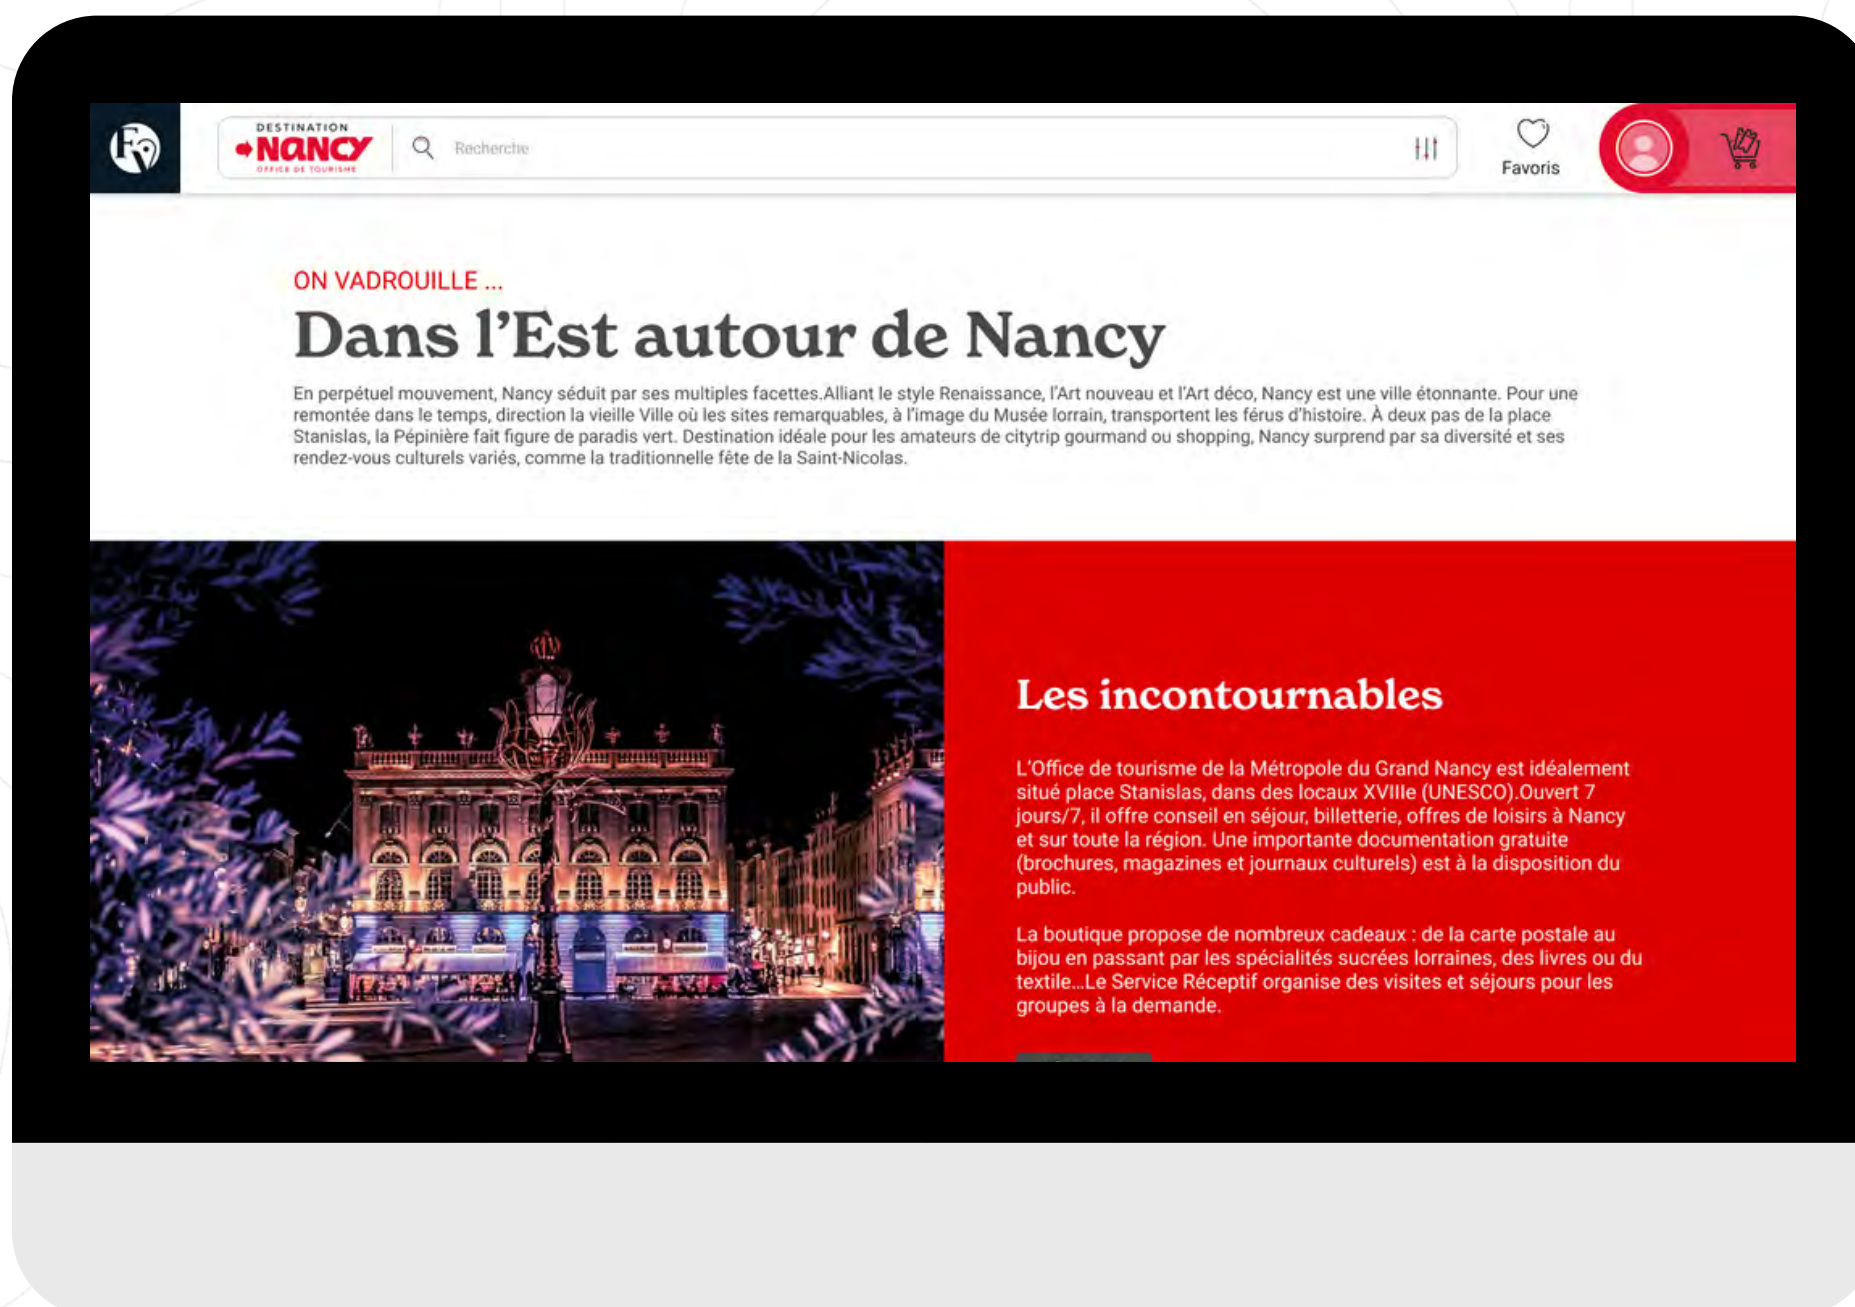 DESTINATION
NANCY
OFFICE DE TOURISME
Recherche
Favoris
ON VADROUILLE ...
Dans l'Est autour de Nancy
En perpétuel mouvement, Nancy séduit par ses multiples facettes.Alliant le style Renaissance, l'Art nouveau et l'Art déco, Nancy est une ville étonnante. Pour une
remontée dans le temps, direction la vieille Ville où les sites remarquables, à l'image du Musée lorrain, transportent les férus d'histoire. À deux pas de la place
Stanislas, la Pépinière fait figure de paradis vert. Destination idéale pour les amateurs de citytrip gourmand ou shopping, Nancy surprend par sa diversité et ses
rendez-vous culturels variés, comme la traditionnelle fête de la Saint-Nicolas.
Les incontournables
L'Office de tourisme de la Métropole du Grand Nancy est idéalement
situé place Stanislas, dans des locaux XVIIIe (UNESCO).Ouvert 7
jours/7, il offre conseil en séjour, billetterie, offres de loisirs à Nancy
et sur toute la région. Une importante documentation gratuite
(brochures, magazines et journaux culturels) est à la disposition du
public.
La boutique propose de nombreux cadeaux : de la carte postale au
bijou en passant par les spécialités sucrées lorraines, des livres ou du
textile...Le Service Réceptif organise des visites et séjours pour les
groupes à la demande.